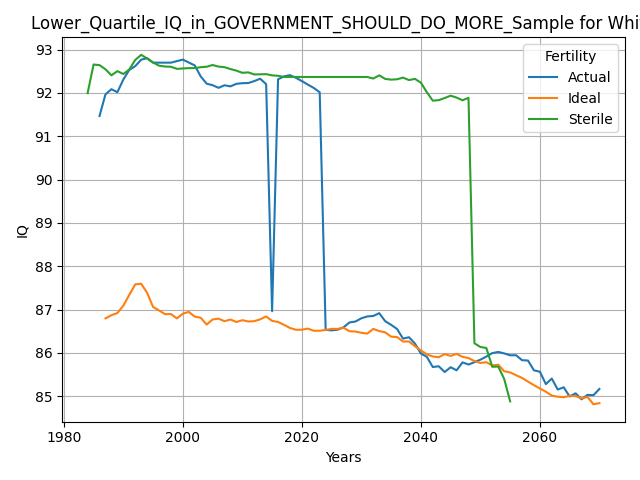 Lower_Quartile_IQ_in_GOVERNMENT_SHOULD_DO_MORE_Sample for Whi
Fertility
Actual
Ideal
Sterile
93
92
91
90
89
88
87
86
85
IQ
1980
2000
2020
2040
2060
Years